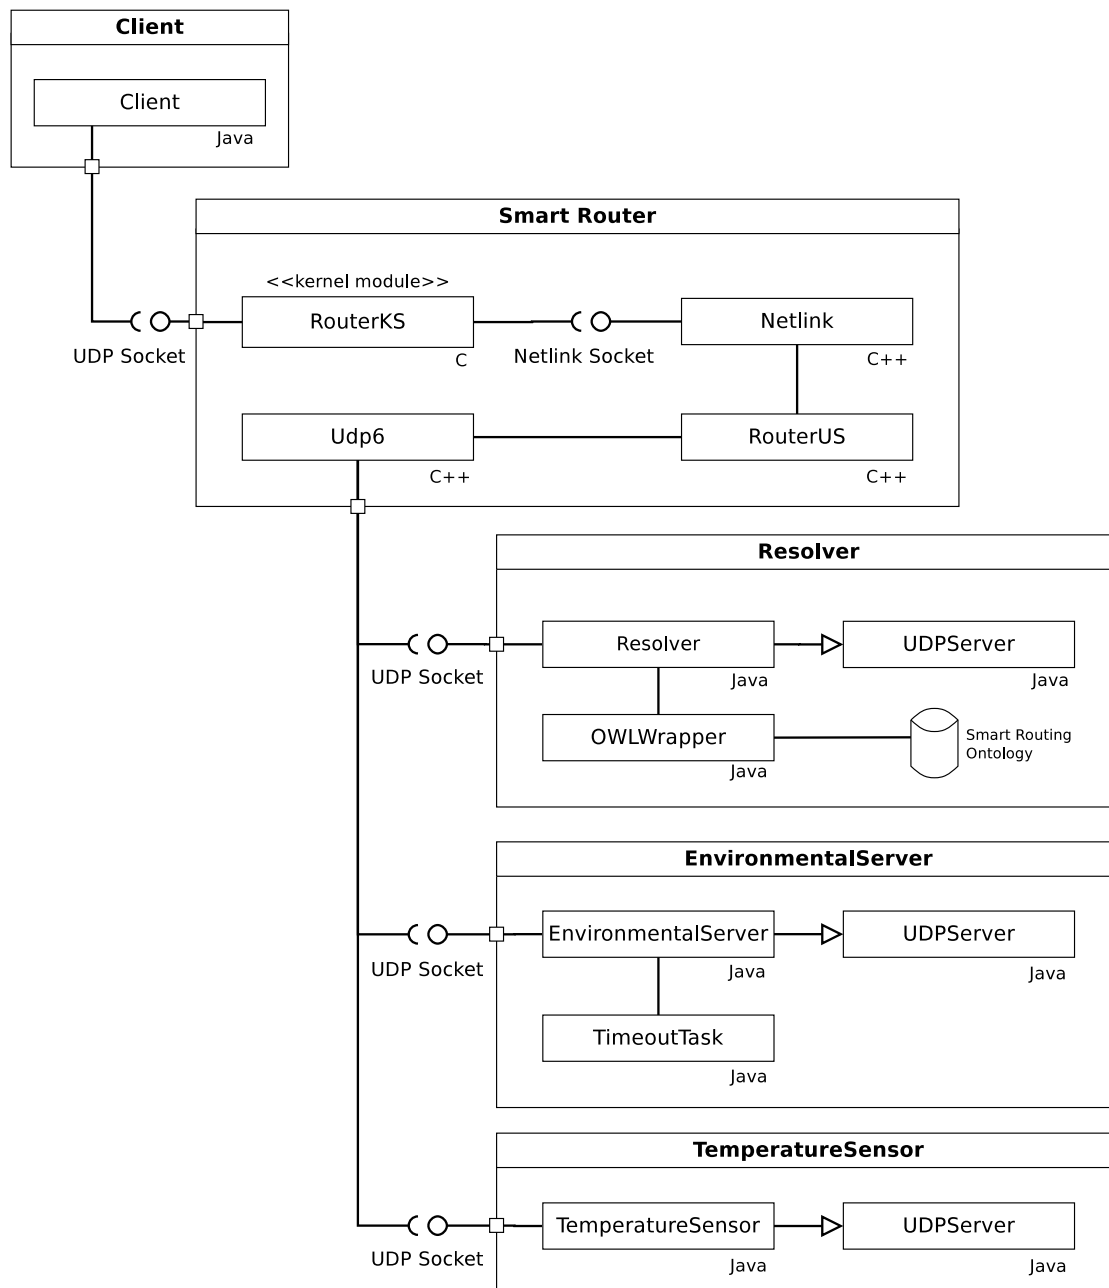 Client
Client
Java
Smart Router
<<kernel module>>
RouterKS
C
UDP Socket
Netlink Socket
Netlink
C++
Udp6
C++
RouterUS
C++
Resolver
Resolver
Java
UDPServer
Java
UDP Socket
OWLWrapper
Java
Smart Routing
Ontology
EnvironmentalServer
EnvironmentalServer
Java
UDPServer
Java
UDP Socket
TimeoutTask
Java
TemperatureSensor
TemperatureSensor
Java
UDPServer
Java
UDP Socket